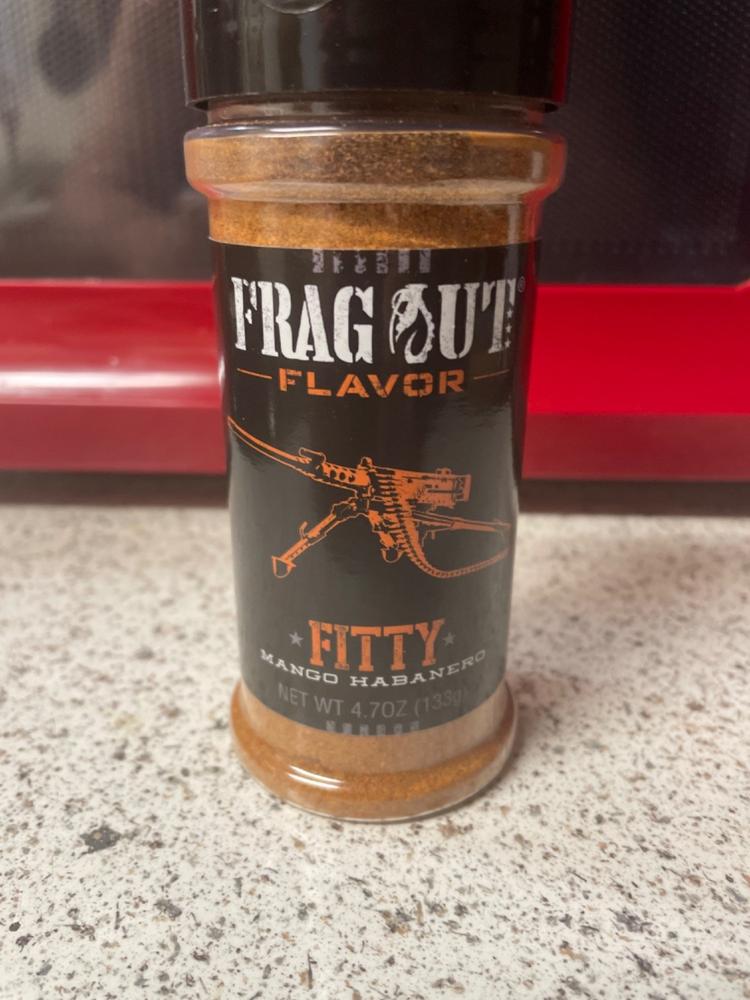 FRAG OUT®
FLAVOR
FITTY
MANGO HABANERO
NET WT 4.7OZ (133g)